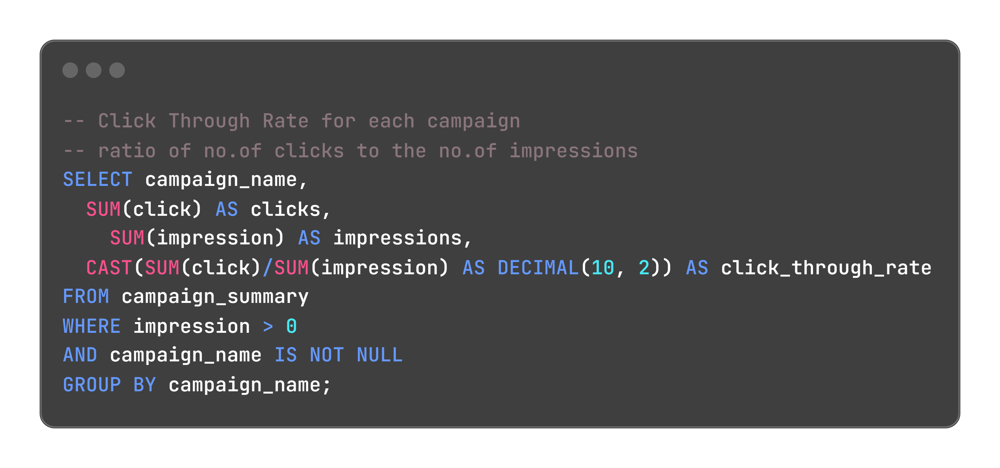 -- Click Through Rate for each campaign
-- ratio of no.of clicks to the no.of impressions
SELECT campaign_name,
  SUM(click) AS clicks,
    SUM(impression) AS impressions,
  CAST(SUM(click)/SUM(impression) AS DECIMAL(10, 2)) AS click_through_rate
FROM campaign_summary
WHERE impression > 0
AND campaign_name IS NOT NULL
GROUP BY campaign_name;